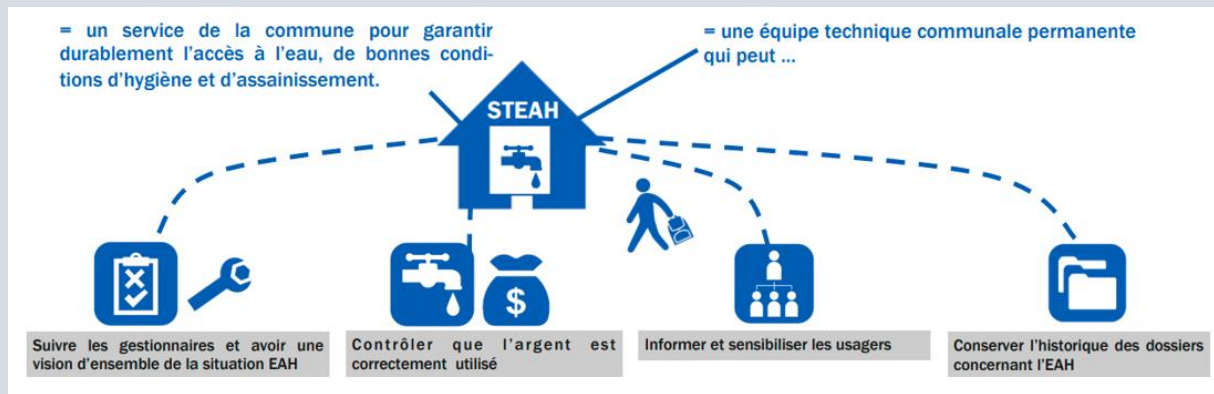 = un service de la commune pour garantir
durablement l'accès à l'eau, de bonnes condi-
tions d'hygiène et d'assainissement.
= une équipe technique communale permanente
qui peut ...
STEAH
$
Suivre les gestionnaires et avoir une
vision d'ensemble de la situation EAH
Contrôler que l'argent est
correctement utilisé
Informer et sensibiliser les usagers
Conserver l'historique des dossiers
concernant l'EAH